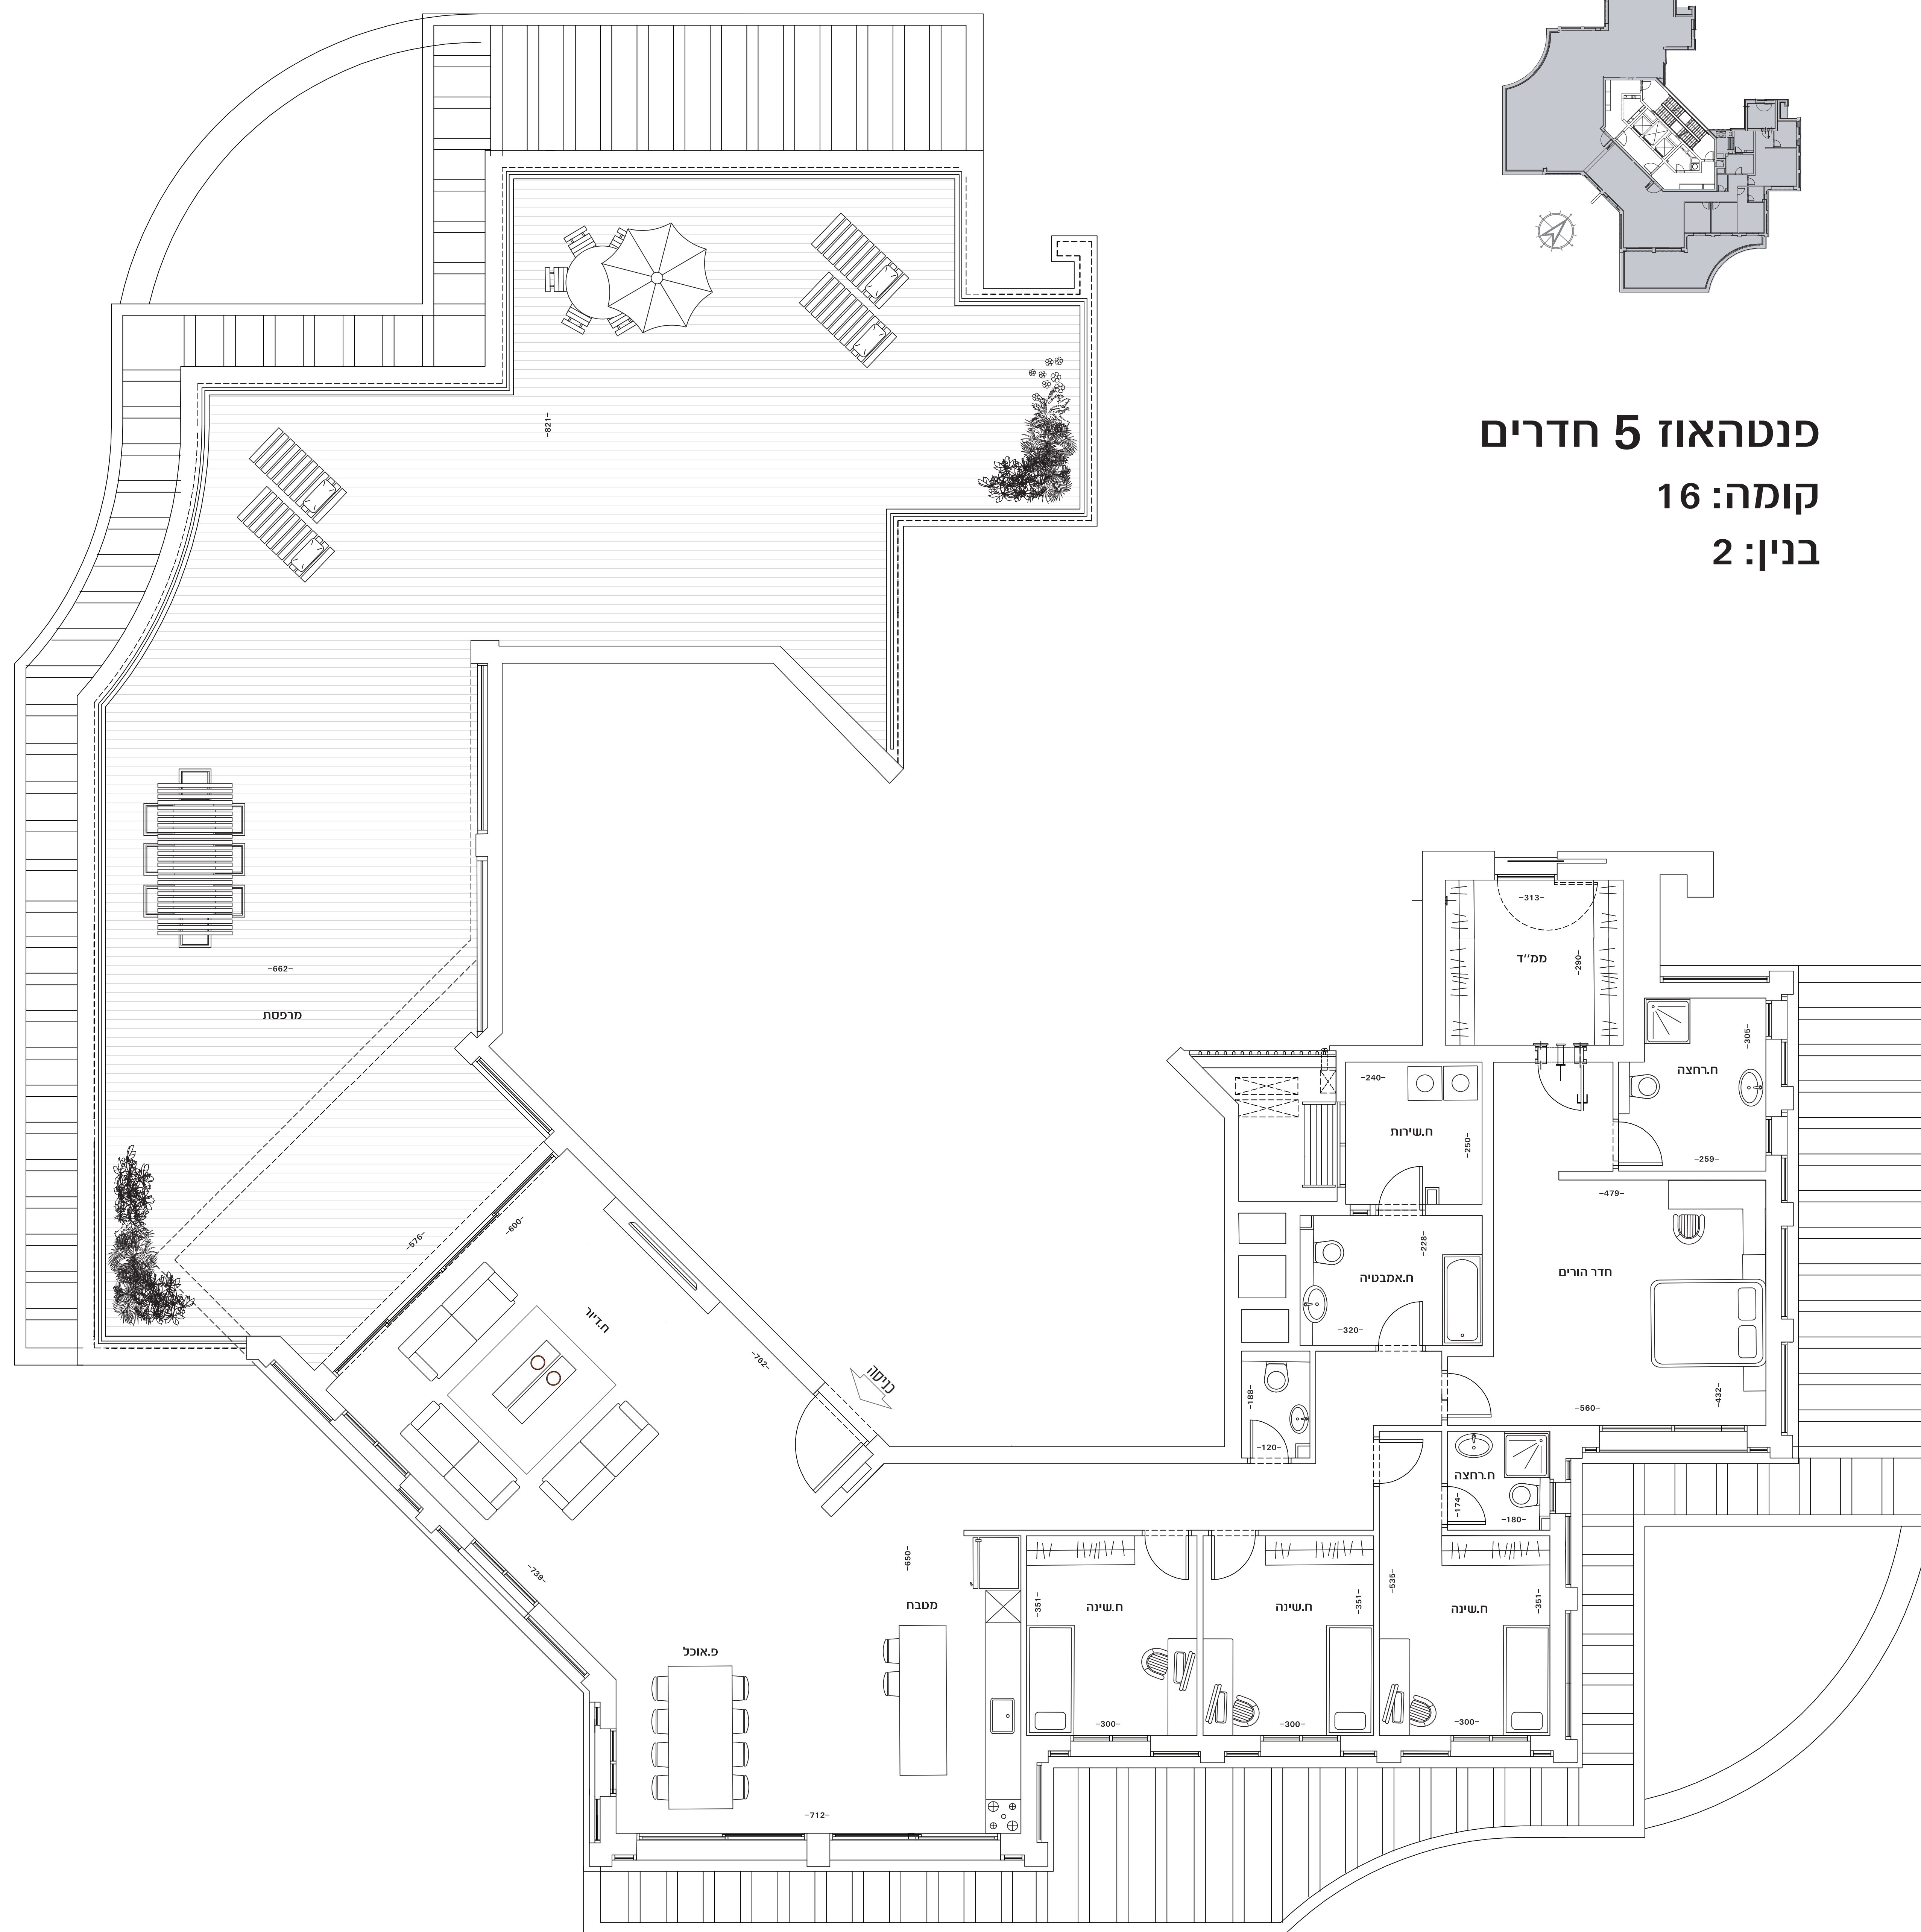 פנטהאוז 5 חדרים
קומה: 16
בנין: 2
-821-
-662-
מרפסת
-576-
-600-
ח.דיור
-762-
כניסה
-739-
-650-
מטבח
פ.אוכל
-712-
-313-
ממ״ד
-290-
-305-
ח.רחצה
-259-
-240-
ח.שירות
-250-
-479-
-228-
ח.אמבטיה
-320-
חדר הורים
-432-
-560-
-188-
-120-
ח.רחצה
-174-
-180-
-535-
-351-
ח.שינה
-300-
-351-
ח.שינה
-300-
-351-
ח.שינה
-300-